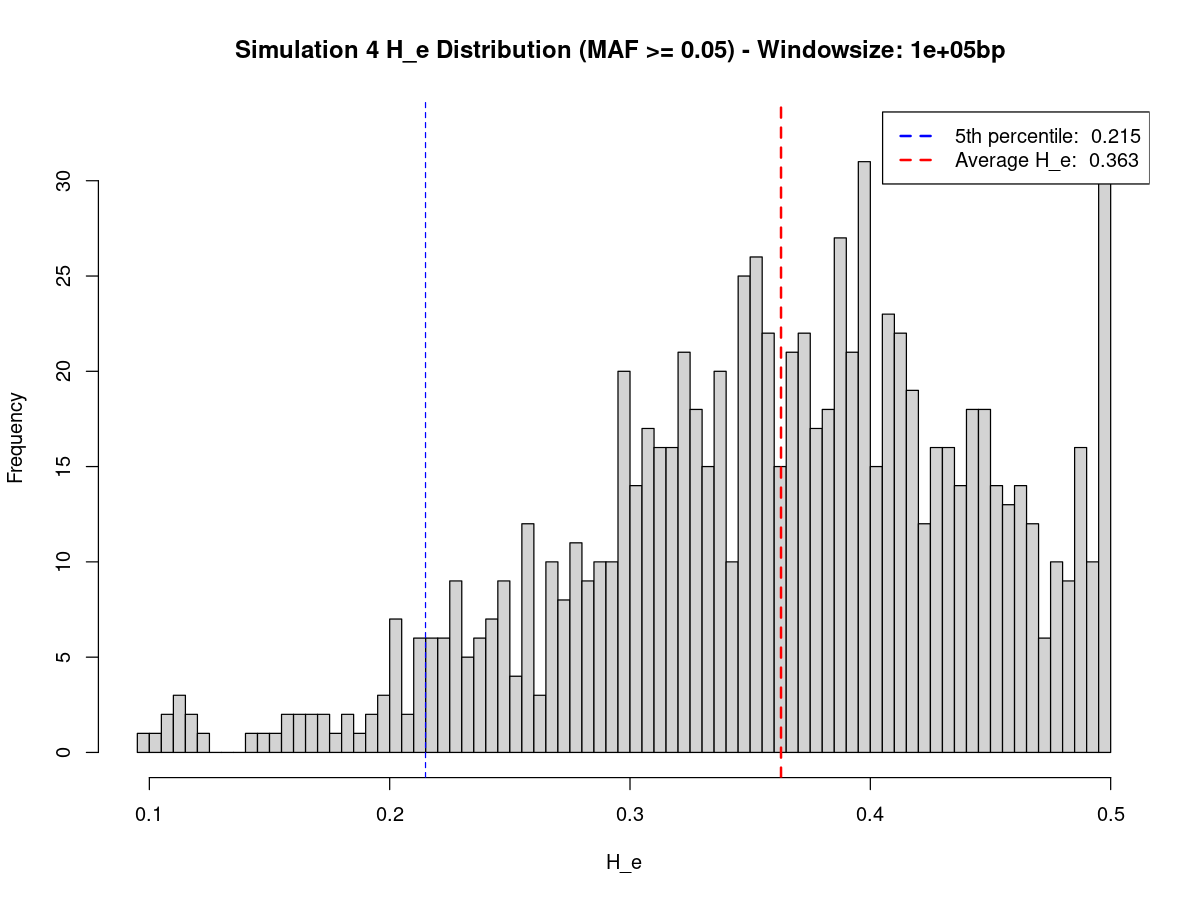 Simulation 4 H_e Distribution (MAF >= 0.05) - Windowsize: 1e+05bp
5th percentile:  0.215
Average H_e:  0.363
Frequency
30
25
20
15
10
5
0
0.1 0.2 0.3 0.4 0.5
H_e